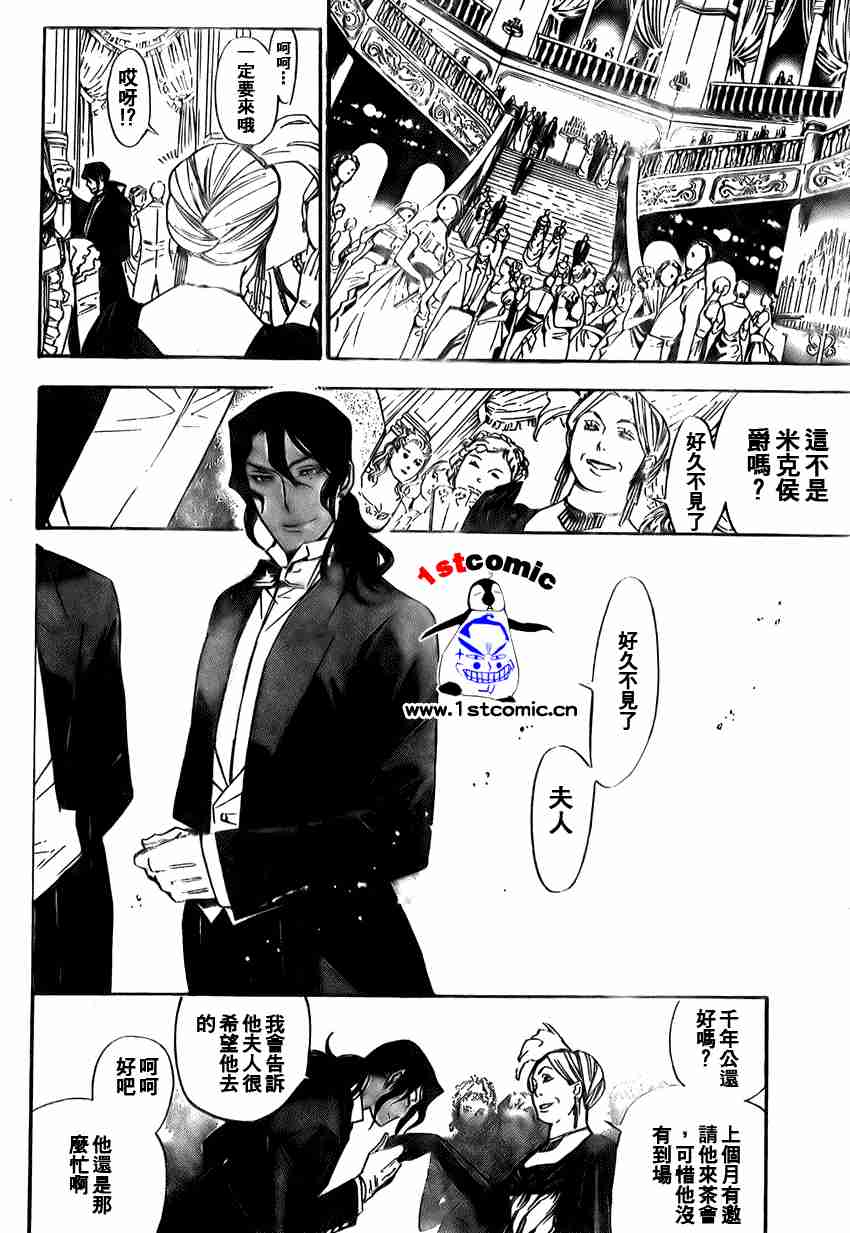 呵呵…
一定要來哦
哎呀!?
這不是
米克侯
爵嗎?
好久不見了
1stcomic
www.1stcomic.cn
好久不見了
夫人
千年公還
好嗎?
上個月有邀
請他來茶會
，可惜他沒
有到場
我會告訴
他夫人很
希望他去
的
呵呵
好吧
他還是那
麼忙啊